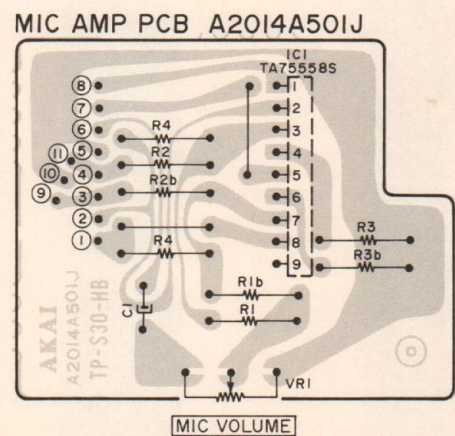 MIC AMP PCB A2014A501J
IC1
TA75558S
8
7
6
5
11
4
10
3
9
2
1
R4
R2
R2b
R4
1
2
3
4
5
6
7
8
9
R3
R3b
R1b
R1
C1
AKAI
A2014A501J
TP-S30-HB
VR1
MIC VOLUME